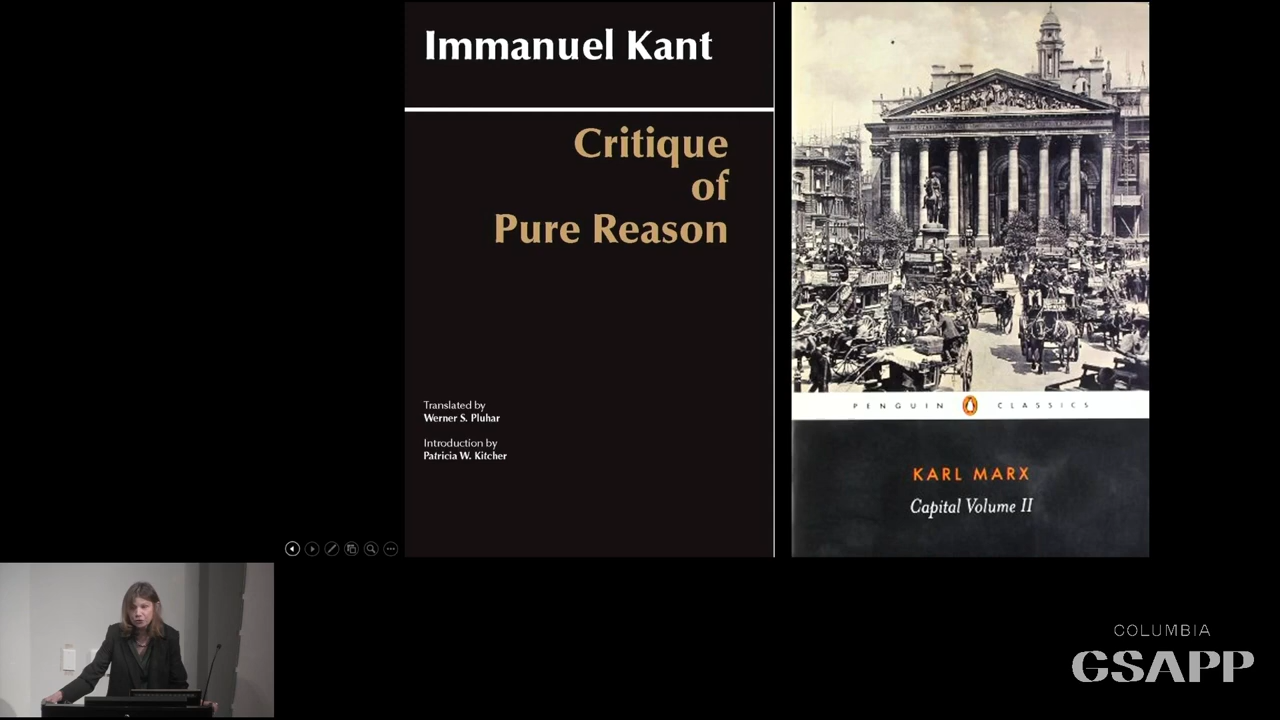 Immanuel Kant
Critique
of
Pure Reason
Translated by
Werner S. Pluhar
Introduction by
Patricia W. Kitcher
PENGUIN CLASSICS
KARL MARX
Capital Volume II
COLUMBIA
GSAPP